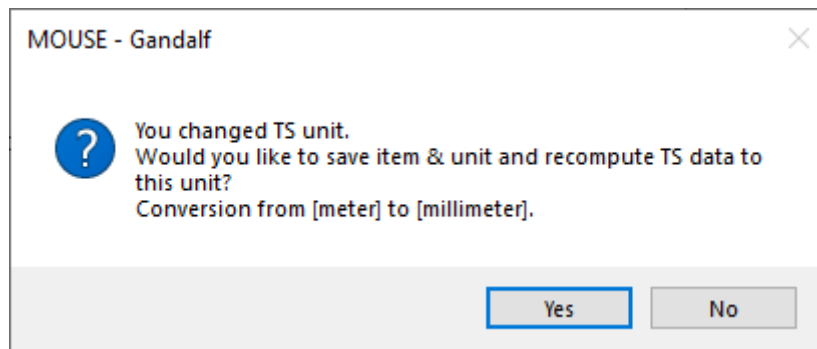 MOUSE - Gandalf
You changed TS unit.
Would you like to save item & unit and recompute TS data to
this unit?
Conversion from [meter] to [millimeter].
Yes
No